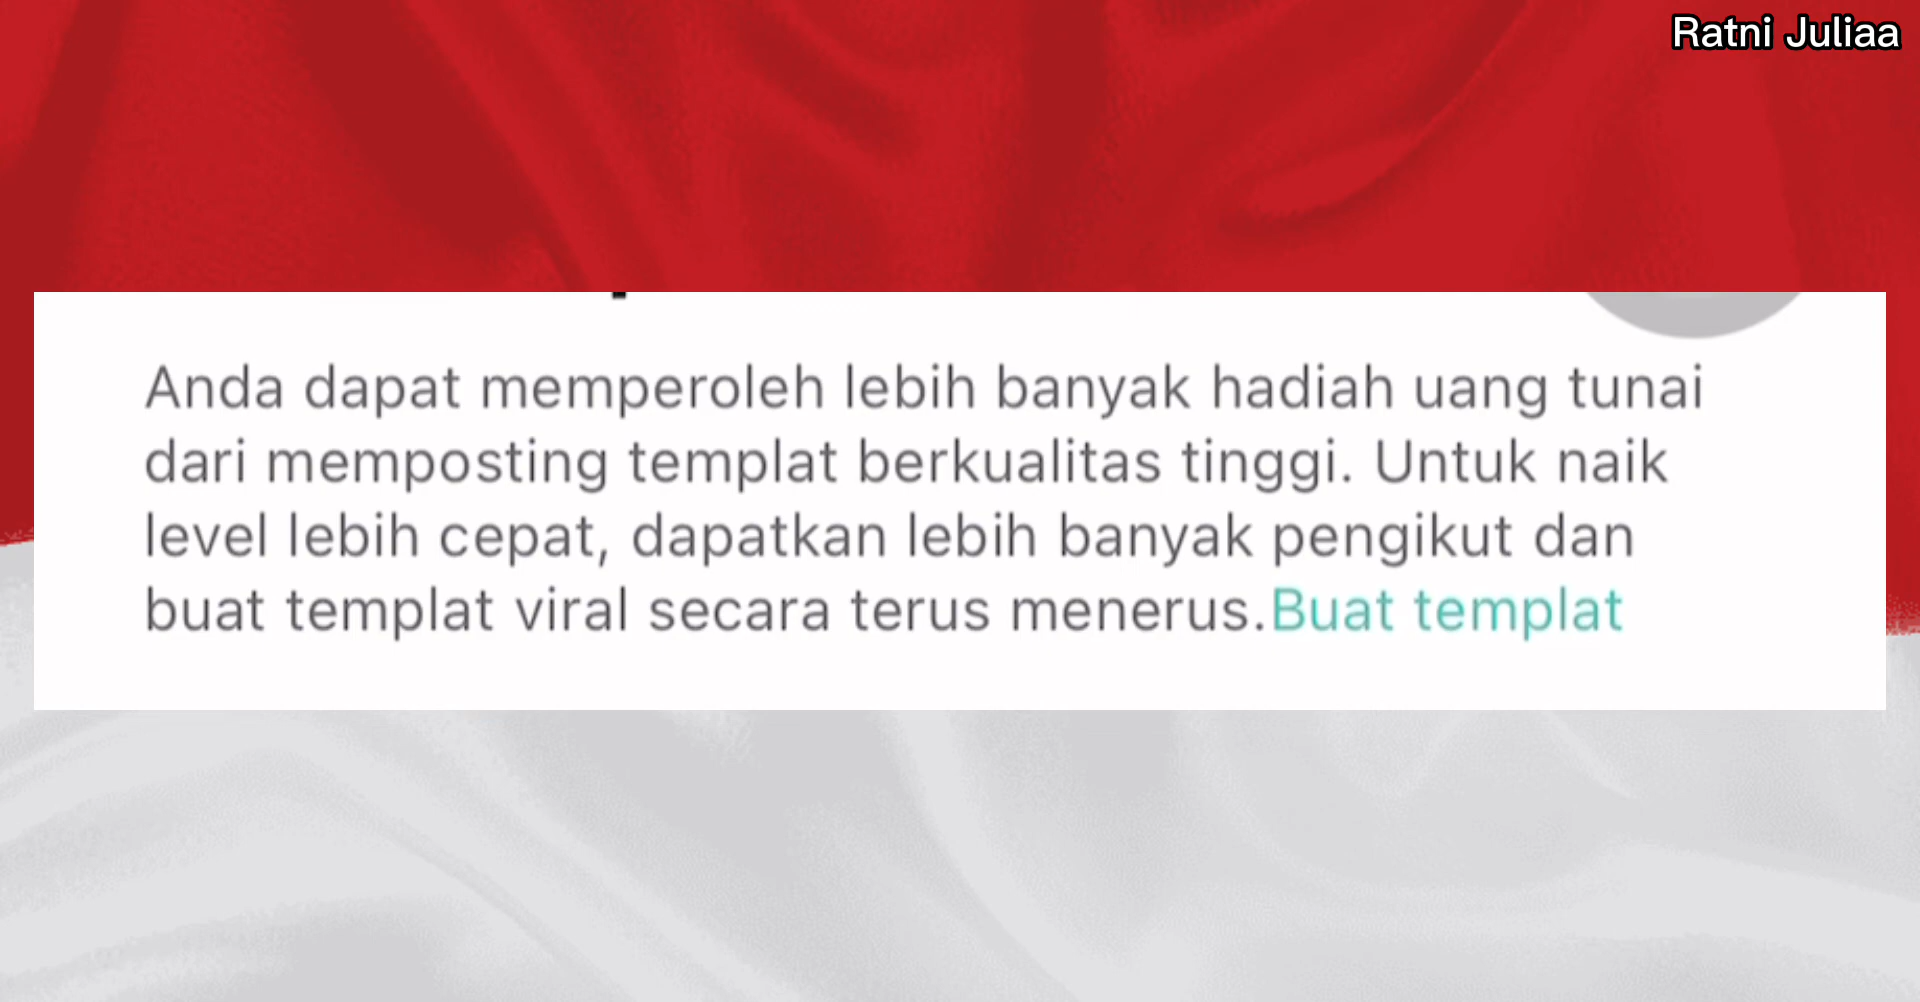 Ratni Juliaa
Anda dapat memperoleh lebih banyak hadiah uang tunai
dari memposting templat berkualitas tinggi. Untuk naik
level lebih cepat, dapatkan lebih banyak pengikut dan
buat templat viral secara terus menerus.Buat templat